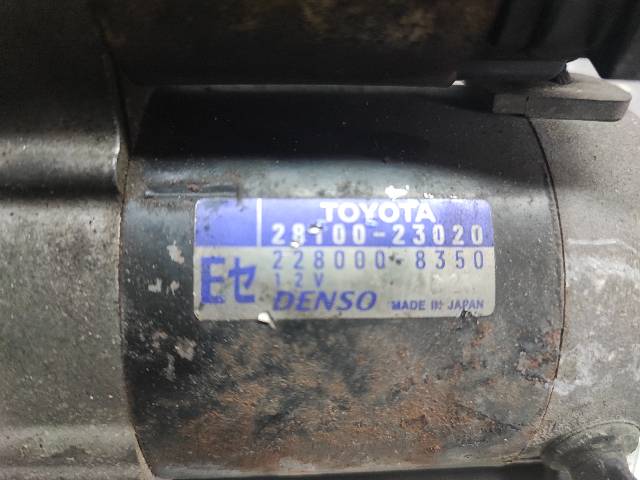 TOYOTA
28100-23020
228000-8350
Eセ
12V
DENSO MADE IN JAPAN